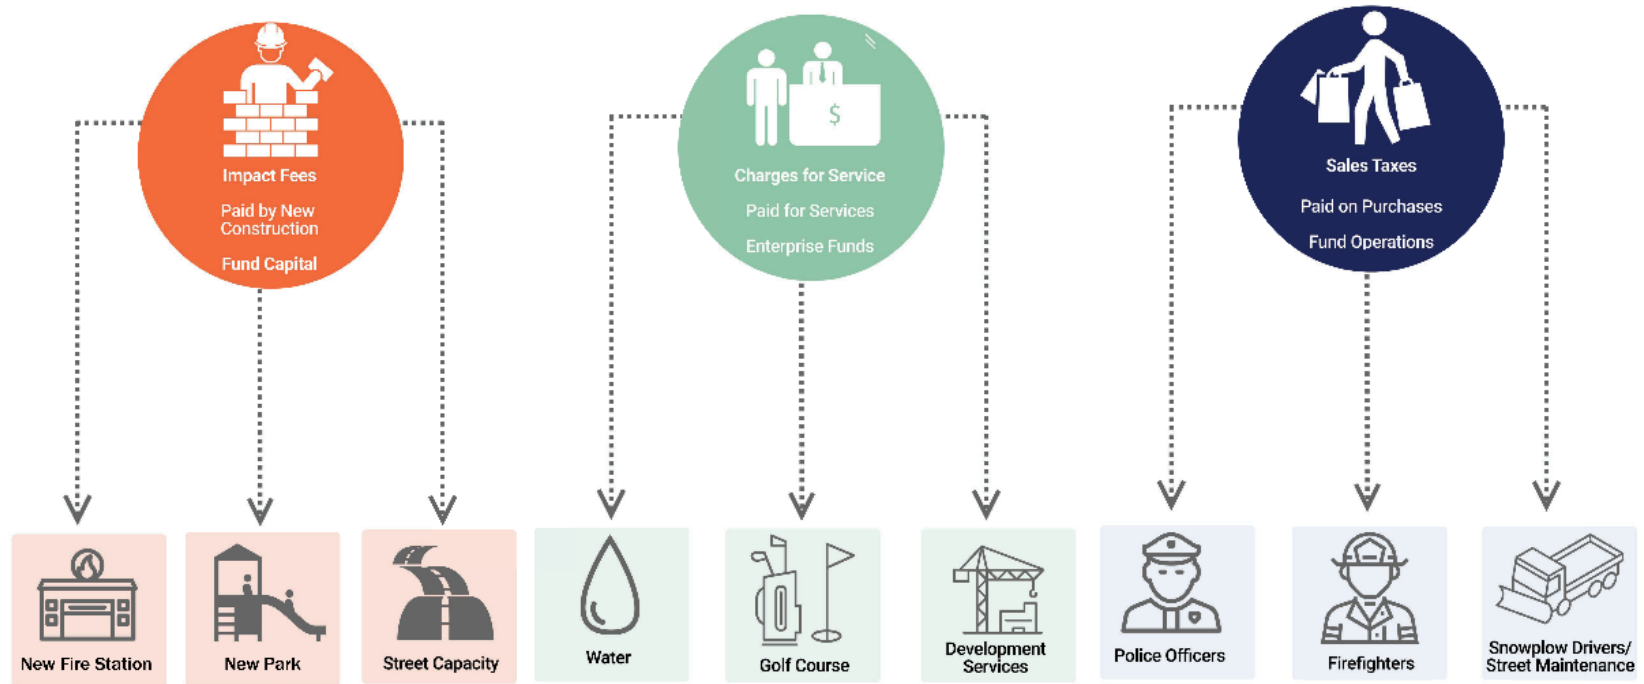 Impact Fees
Paid by New
Construction
Fund Capital
$
Charges for Service
Paid for Services
Enterprise Funds
Sales Taxes
Paid on Purchases
Fund Operations
New Fire Station
New Park
Street Capacity
Water
Golf Course
Development
Services
Police Officers
Firefighters
Snowplow Drivers/
Street Maintenance